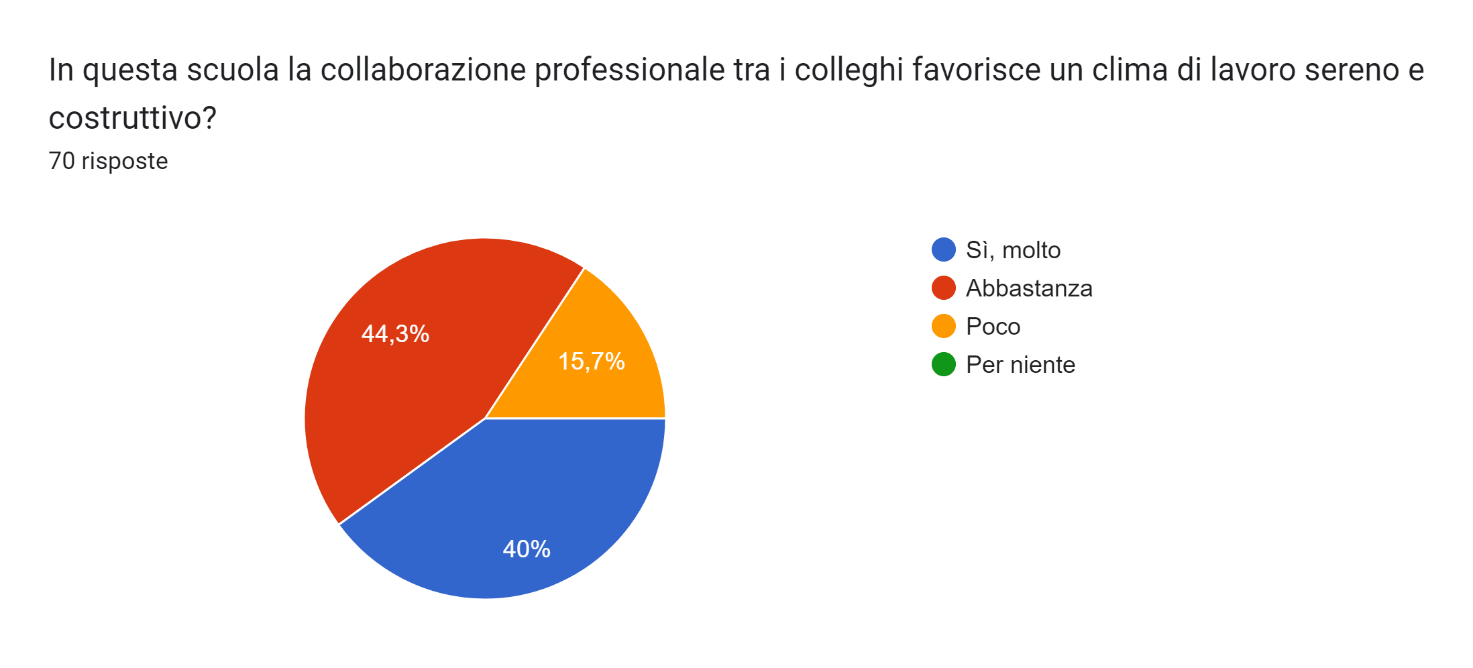 In questa scuola la collaborazione professionale tra i colleghi favorisce un clima di lavoro sereno e
costruttivo?
70 risposte
Sì, molto
Abbastanza
Poco
Per niente
44,3%
15,7%
40%